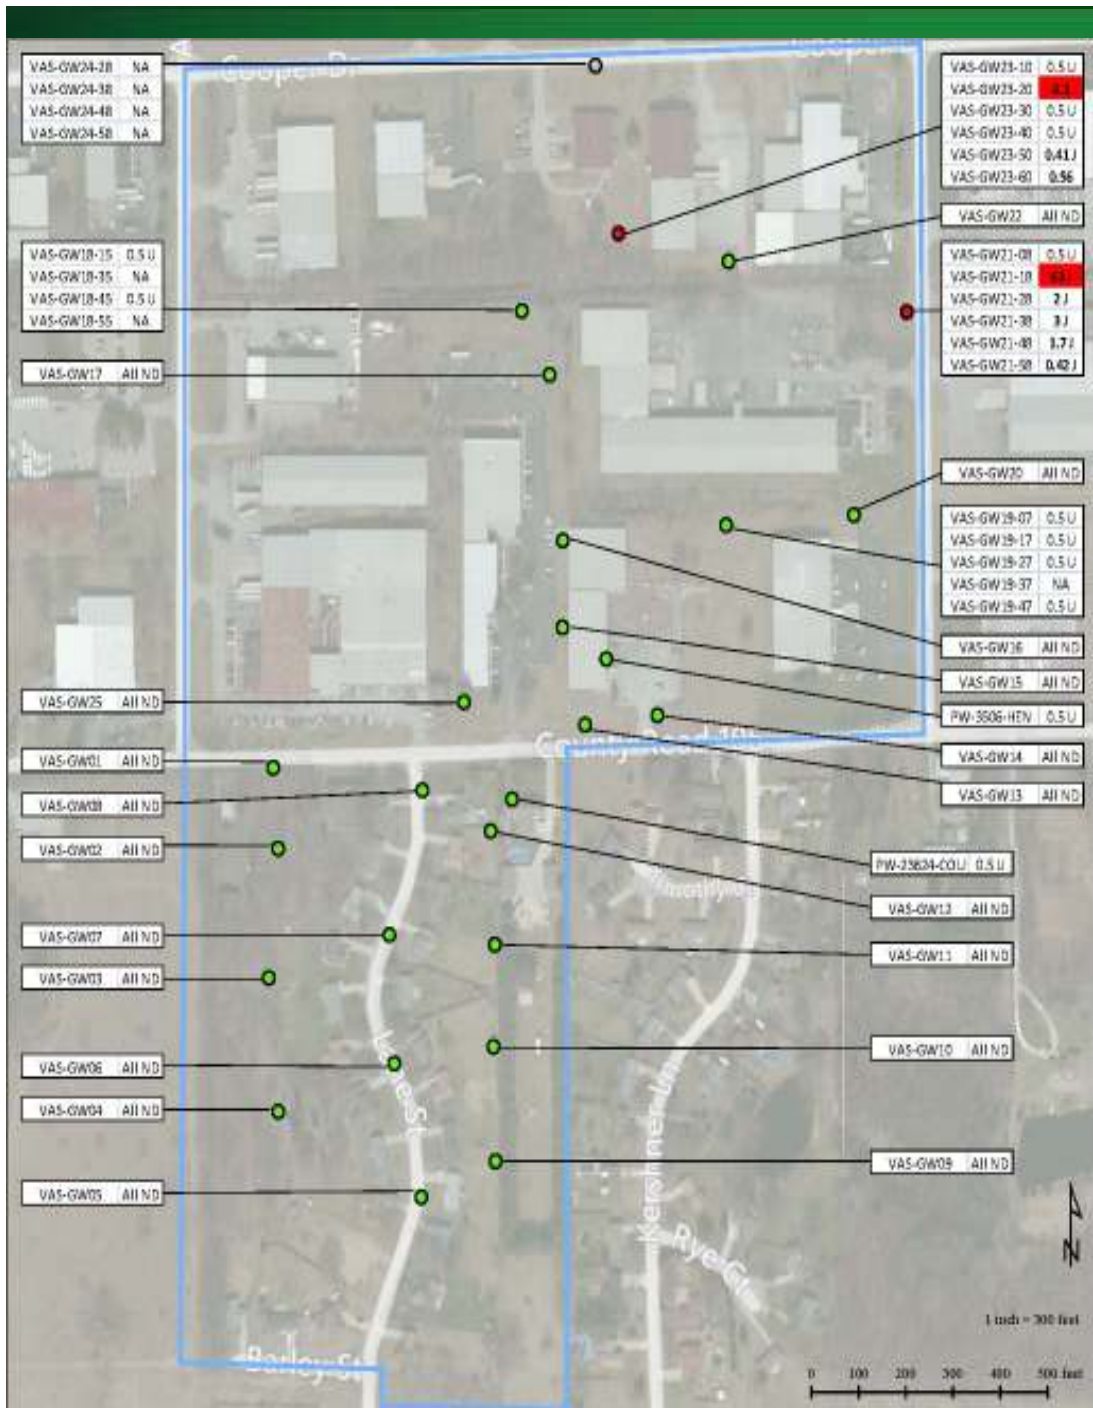 Cooper Dr
VAS-GW24-28 NA
VAS-GW24-38 NA
VAS-GW24-48 NA
VAS-GW24-58 NA
VAS-GW18-15 0.5 U
VAS-GW18-35 NA
VAS-GW18-45 0.5 U
VAS-GW18-55 NA
VAS-GW17 All ND
VAS-GW25 All ND
VAS-GW01 All ND
VAS-GW08 All ND
VAS-GW02 All ND
VAS-GW07 All ND
VAS-GW03 All ND
VAS-GW06 All ND
VAS-GW04 All ND
VAS-GW05 All ND
VAS-GW23-10 0.5 U
VAS-GW23-20
VAS-GW23-30 0.5 U
VAS-GW23-40 0.5 U
VAS-GW23-50 0.41 J
VAS-GW23-60 0.56
VAS-GW22 All ND
VAS-GW21-08 0.5 U
VAS-GW21-18
VAS-GW21-28 2 J
VAS-GW21-38 3 J
VAS-GW21-48
VAS-GW21-58 0.42 J
VAS-GW20 All ND
VAS-GW19-07 0.5 U
VAS-GW19-17 0.5 U
VAS-GW19-27 0.5 U
VAS-GW19-37 NA
VAS-GW19-47 0.5 U
VAS-GW16 All ND
VAS-GW15 All ND
PW-3506-HEN 0.5 U
VAS-GW14 All ND
VAS-GW13 All ND
PW-23624-COU 0.5 U
VAS-GW12 All ND
VAS-GW11 All ND
VAS-GW10 All ND
VAS-GW09 All ND
County Road
Kershner Ln
Rye Ct
Barley St
N
1 inch = 300 feet
0 100 200 300 400 500 feet